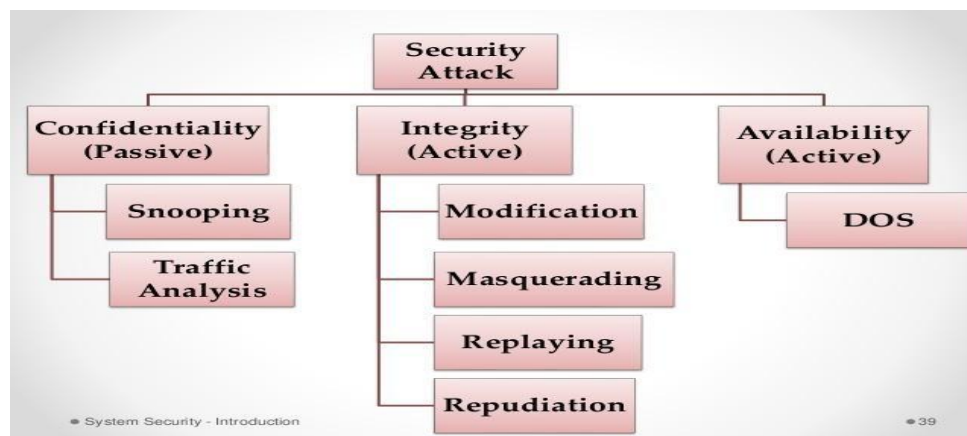 Security
Attack
Confidentiality
(Passive)
Integrity
(Active)
Availability
(Active)
Snooping
Traffic
Analysis
Modification
Masquerading
Replaying
Repudiation
DOS
• System Security - Introduction
• 39